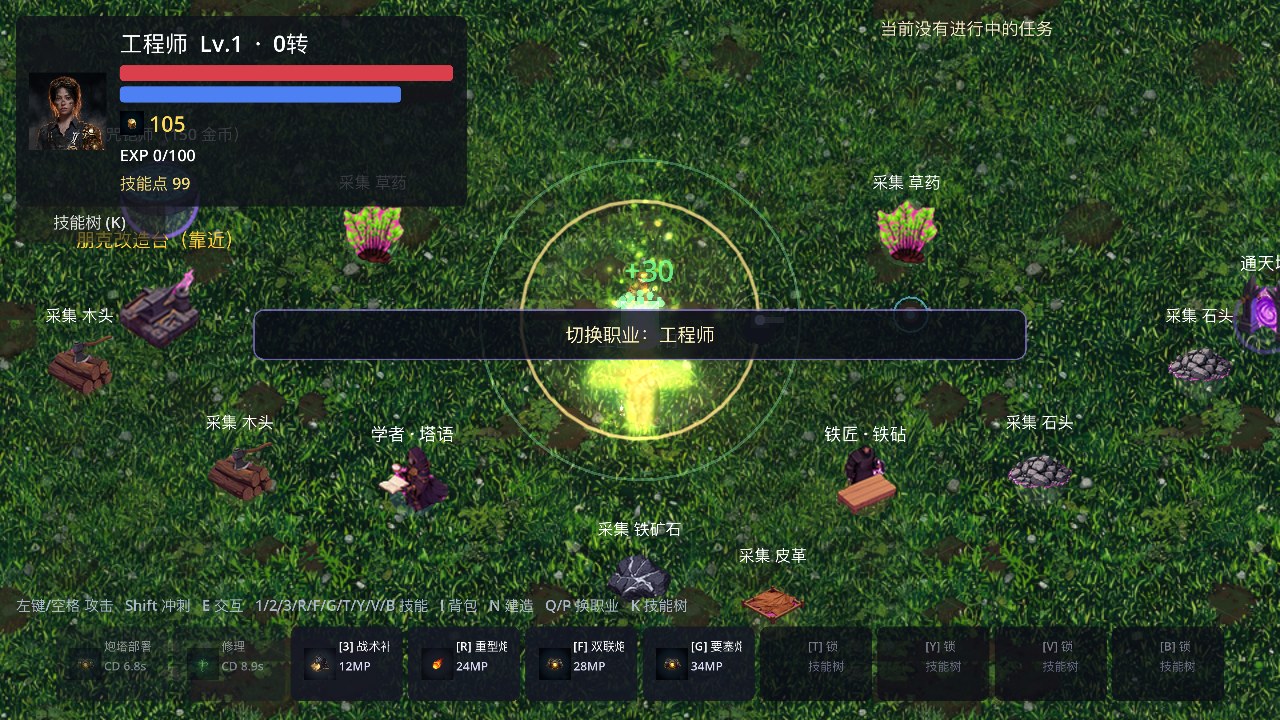 工程师 Lv.1 · 0转
当前没有进行中的任务
105
咒铠师（150 金币）
EXP 0/100
技能点 99
采集 草药
采集 草药
技能树 (K)
朋克改造台（靠近）
+30
通天塔
采集 木头
采集 石头
切换职业：工程师
采集 木头
学者·塔语
铁匠·铁砧
采集 石头
采集 铁矿石
采集 皮革
左键/空格 攻击 Shift 冲刺 E 交互 1/2/3/R/F/G/T/Y/V/B 技能 I 背包 N 建造 Q/P 换职业 K 技能树
炮塔部署
CD 6.8s
修理
CD 8.9s
[3] 战术补
12MP
[R] 重型炮
24MP
[F] 双联炮
28MP
[G] 要塞炮
34MP
[T] 锁
技能树
[Y] 锁
技能树
[V] 锁
技能树
[B] 锁
技能树